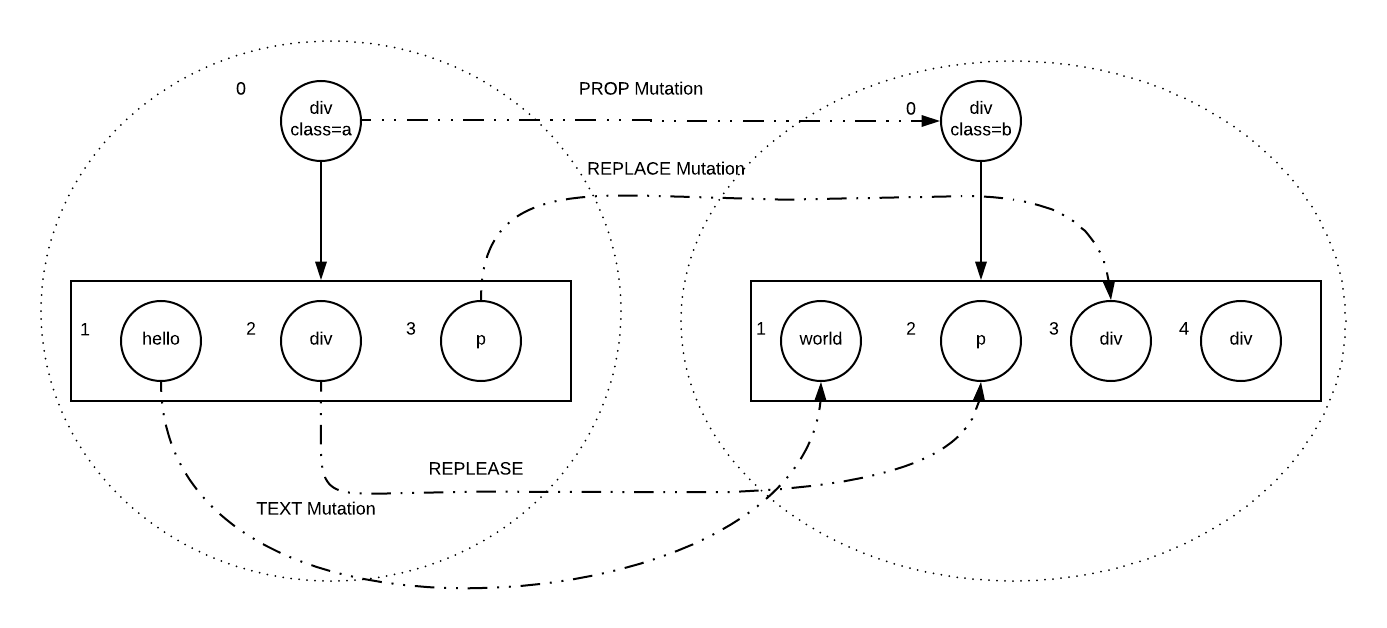 0
div
class=a
PROP Mutation
0
div
class=b
REPLACE Mutation
1
hello
2
div
3
p
1
world
2
p
3
div
4
div
REPLEASE
TEXT Mutation